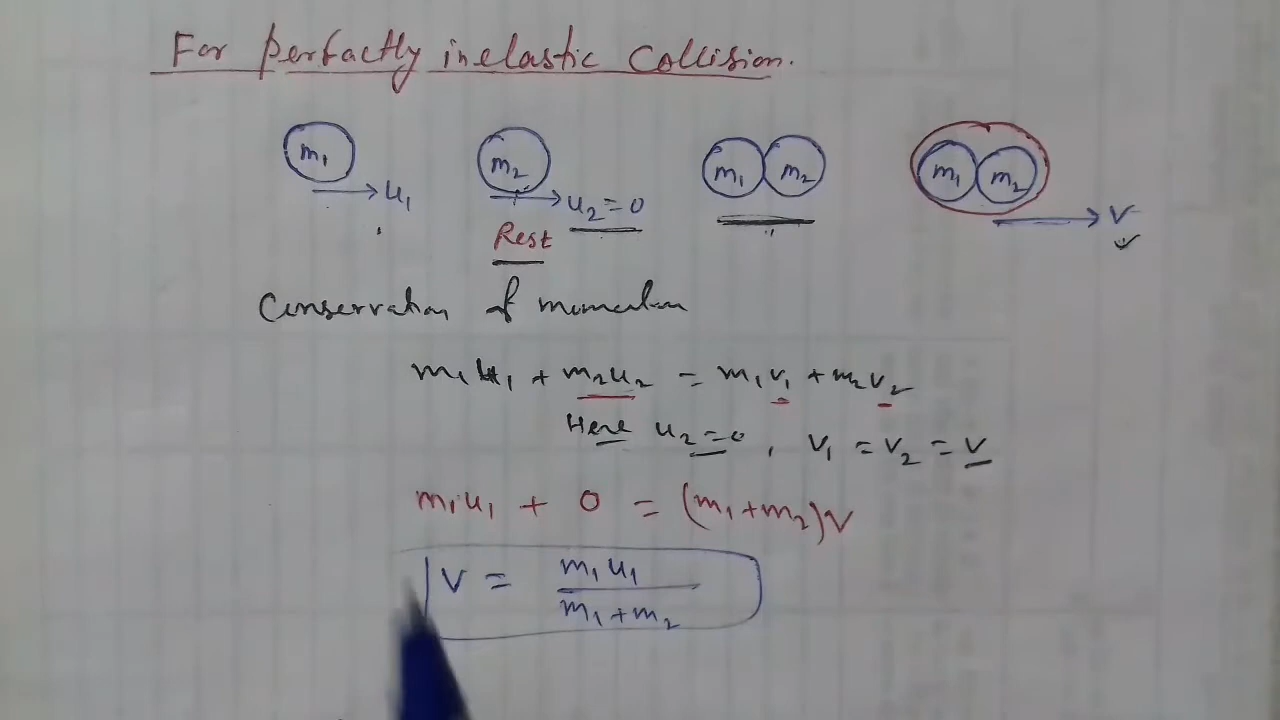 For perfactly inelastic Collision.
m₁ m₂ m₁ m₂ m₁ m₂
u₁ u₂=0 v
Rest
Conservation of momentum
m₁u₁ + m₂u₂ = m₁v₁ + m₂v₂
Here u₂=0, v₁ = v₂ = v
m₁u₁ + 0 = (m₁+m₂)v
v = m₁u₁
m₁+m₂